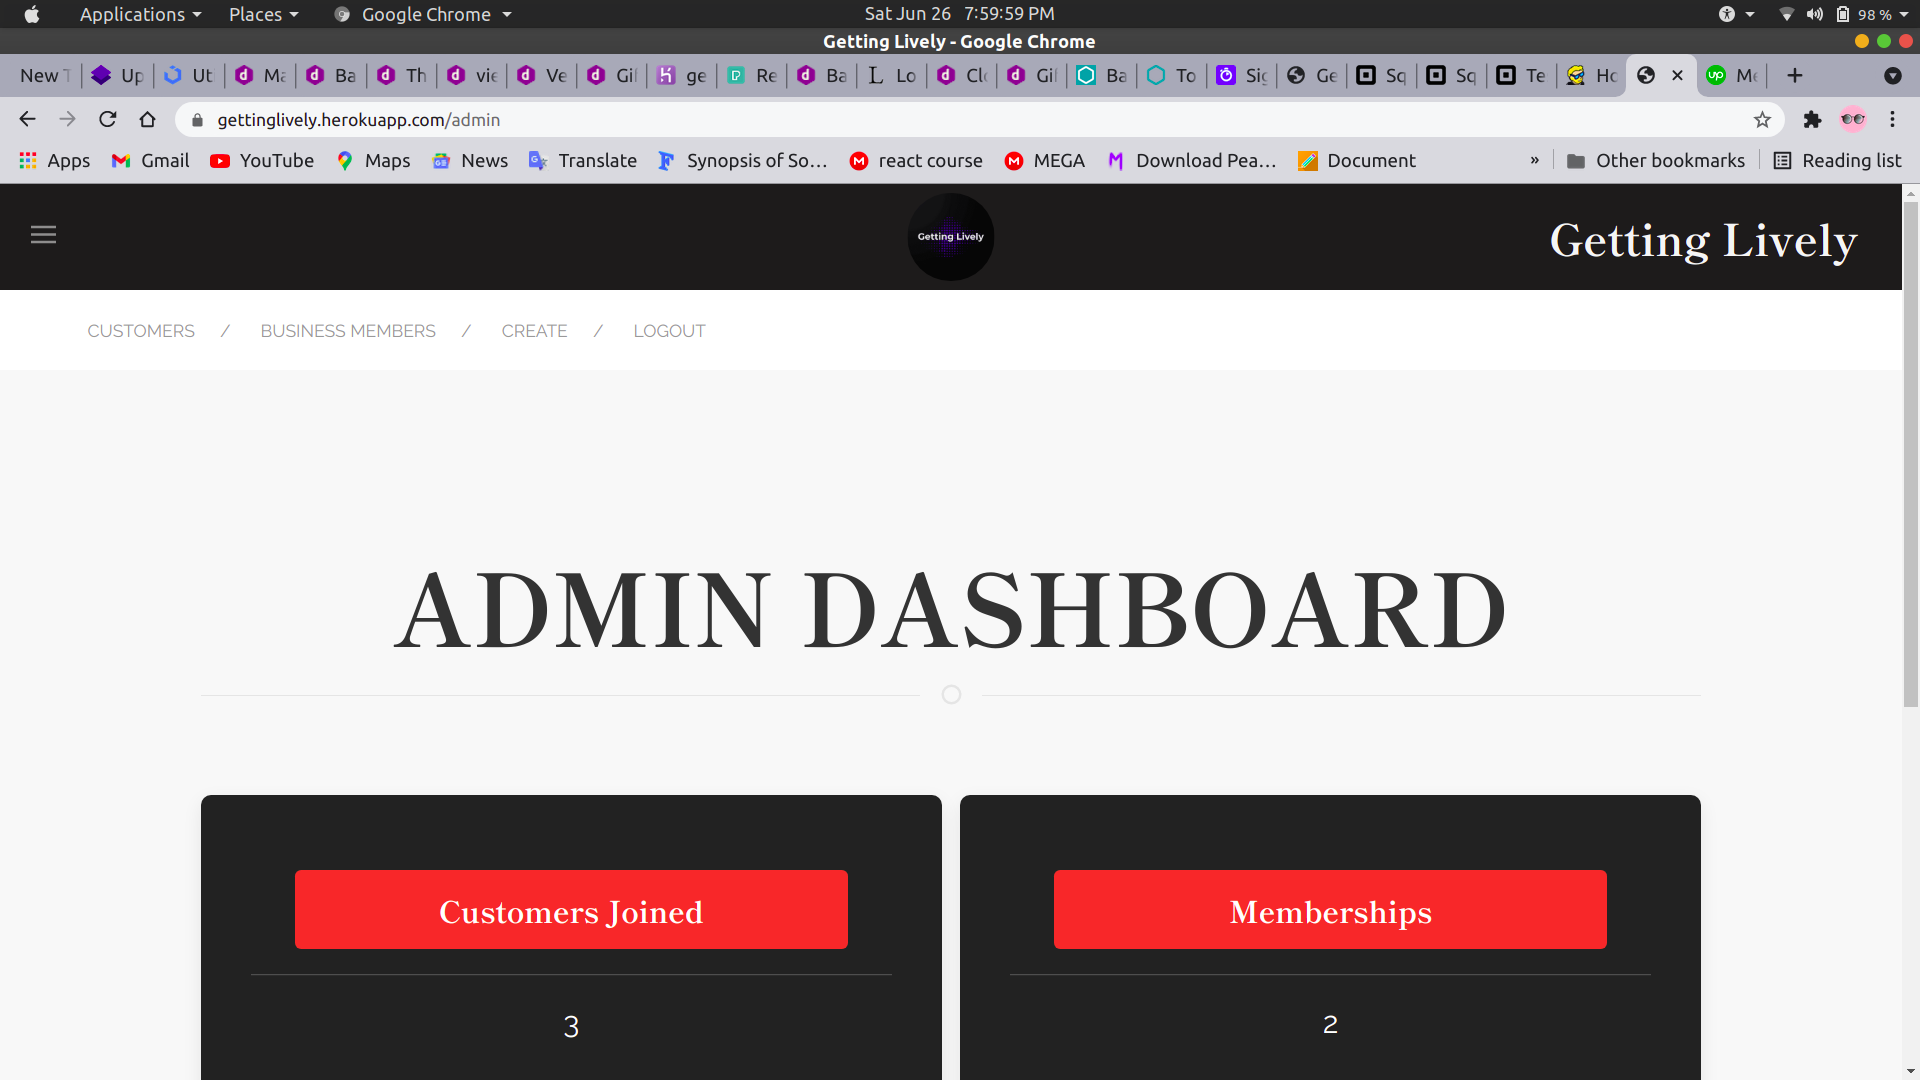 Applications Places Google Chrome Sat Jun 26 7:59:59 PM 98 %
Getting Lively - Google Chrome
New Up Ut Ma Ba Th vie Ve Gif ge Re Ba Lo Clo Gif Ba To Sig Ge Sq Sq Te Ho Me
gettinglively.herokuapp.com/admin
Apps Gmail YouTube Maps News Translate Synopsis of So... react course MEGA Download Pea... Document » Other bookmarks Reading list
Getting Lively
Getting Lively
CUSTOMERS / BUSINESS MEMBERS / CREATE / LOGOUT
ADMIN DASHBOARD
Customers Joined
3
Memberships
2